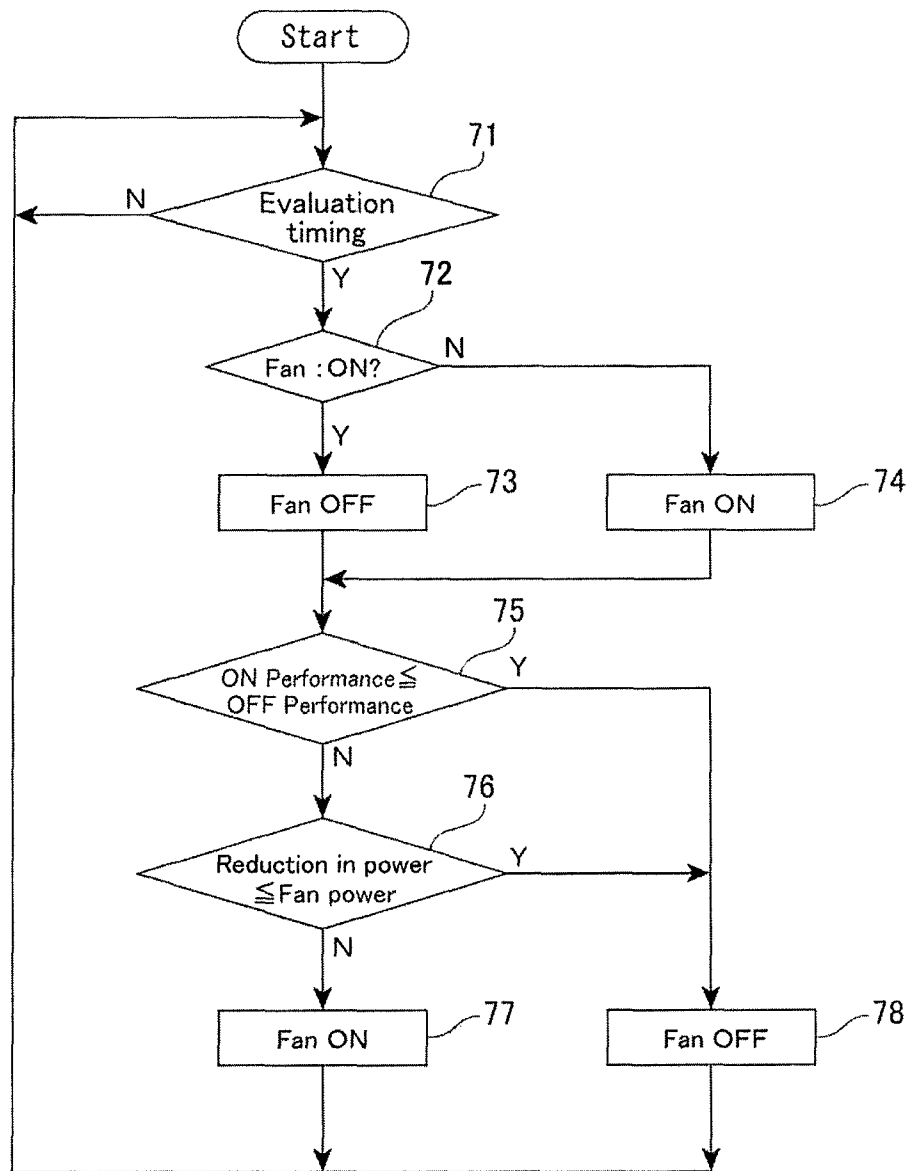 Start
71
N
Evaluation
timing
Y
72
Fan : ON?
N
Y
Fan OFF
73
Fan ON
74
75
ON Performance≦
OFF Performance
Y
N
76
Reduction in power
≦Fan power
Y
N
Fan ON
77
Fan OFF
78